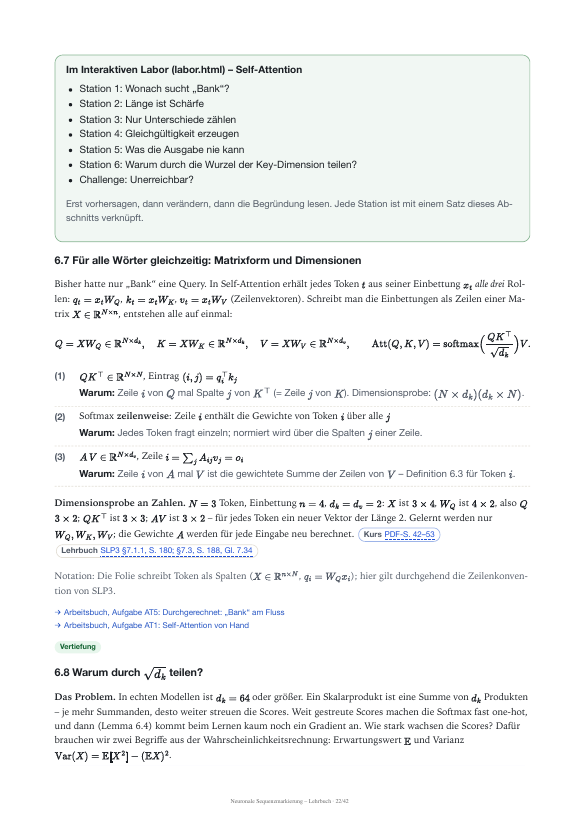 Im Interaktiven Labor (labor.html) – Self-Attention
• Station 1: Wonach sucht „Bank“?
• Station 2: Länge ist Schärfe
• Station 3: Nur Unterschiede zählen
• Station 4: Gleichgültigkeit erzeugen
• Station 5: Was die Ausgabe nie kann
• Station 6: Warum durch die Wurzel der Key-Dimension teilen?
• Challenge: Unerreichbar?
Erst vorhersagen, dann verändern, dann die Begründung lesen. Jede Station ist mit einem Satz dieses Ab-
schnitts verknüpft.
6.7 Für alle Wörter gleichzeitig: Matrixform und Dimensionen
Bisher hatte nur „Bank“ eine Query. In Self-Attention erhält jedes Token t aus seiner Einbettung xₜ alle drei Rol-
len: qₜ = xₜW_Q, kₜ = xₜW_K, vₜ = xₜW_V (Zeilenvektoren). Schreibt man die Einbettungen als Zeilen einer Ma-
trix X ∈ ℝ^{N×n}, entstehen alle auf einmal:
Q = XW_Q ∈ ℝ^{N×d_k}, K = XW_K ∈ ℝ^{N×d_k}, V = XW_V ∈ ℝ^{N×d_v}, Att(Q, K, V) = softmax(QK^⊤ / √d_k)V.
(1) QK^⊤ ∈ ℝ^{N×N}, Eintrag (i, j) = q_i^⊤k_j
Warum: Zeile i von Q mal Spalte j von K^⊤ (= Zeile j von K). Dimensionsprobe: (N × d_k)(d_k × N).
(2) Softmax zeilenweise: Zeile i enthält die Gewichte von Token i über alle j
Warum: Jedes Token fragt einzeln; normiert wird über die Spalten j einer Zeile.
(3) AV ∈ ℝ^{N×d_v}, Zeile i = ∑_j A_{ij}v_j = o_i
Warum: Zeile i von A mal V ist die gewichtete Summe der Zeilen von V – Definition 6.3 für Token i.
Dimensionsprobe an Zahlen. N = 3 Token, Einbettung n = 4, d_k = d_v = 2: X ist 3 × 4, W_Q ist 4 × 2, also Q
3 × 2; QK^⊤ ist 3 × 3; AV ist 3 × 2 – für jedes Token ein neuer Vektor der Länge 2. Gelernt werden nur
W_Q, W_K, W_V; die Gewichte A werden für jede Eingabe neu berechnet. Kurs PDF-S. 42–53
Lehrbuch SLP3 §7.1.1, S. 180; §7.3, S. 188, Gl. 7.34
Notation: Die Folie schreibt Token als Spalten (X ∈ ℝ^{n×N}, q_i = W_Qx_i); hier gilt durchgehend die Zeilenkonven-
tion von SLP3.
→ Arbeitsbuch, Aufgabe AT5: Durchgerechnet: „Bank“ am Fluss
→ Arbeitsbuch, Aufgabe AT1: Self-Attention von Hand
Vertiefung
6.8 Warum durch √d_k teilen?
Das Problem. In echten Modellen ist d_k = 64 oder größer. Ein Skalarprodukt ist eine Summe von d_k Produkten
– je mehr Summanden, desto weiter streuen die Scores. Weit gestreute Scores machen die Softmax fast one-hot,
und dann (Lemma 6.4) kommt beim Lernen kaum noch ein Gradient an. Wie stark wachsen die Scores? Dafür
brauchen wir zwei Begriffe aus der Wahrscheinlichkeitsrechnung: Erwartungswert 𝔼 und Varianz
Var(X) = 𝔼[X²] − (𝔼X)².
Neuronale Sequenzmarkierung – Lehrbuch · 22/42